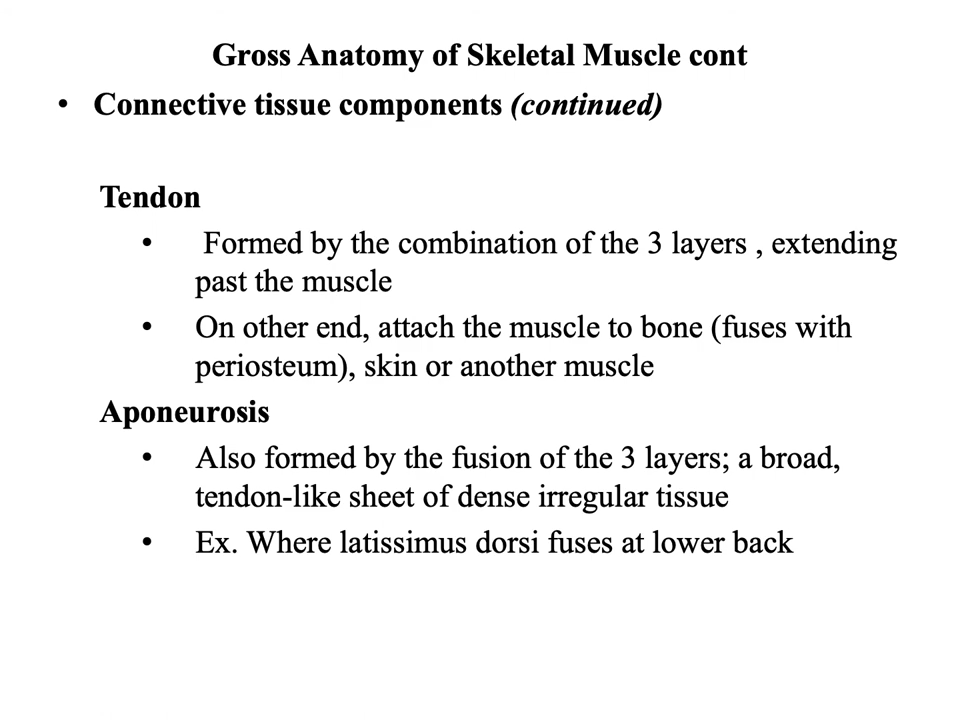 Gross Anatomy of Skeletal Muscle cont
• Connective tissue components (continued)
Tendon
• Formed by the combination of the 3 layers , extending
past the muscle
• On other end, attach the muscle to bone (fuses with
periosteum), skin or another muscle
Aponeurosis
• Also formed by the fusion of the 3 layers; a broad,
tendon-like sheet of dense irregular tissue
• Ex. Where latissimus dorsi fuses at lower back